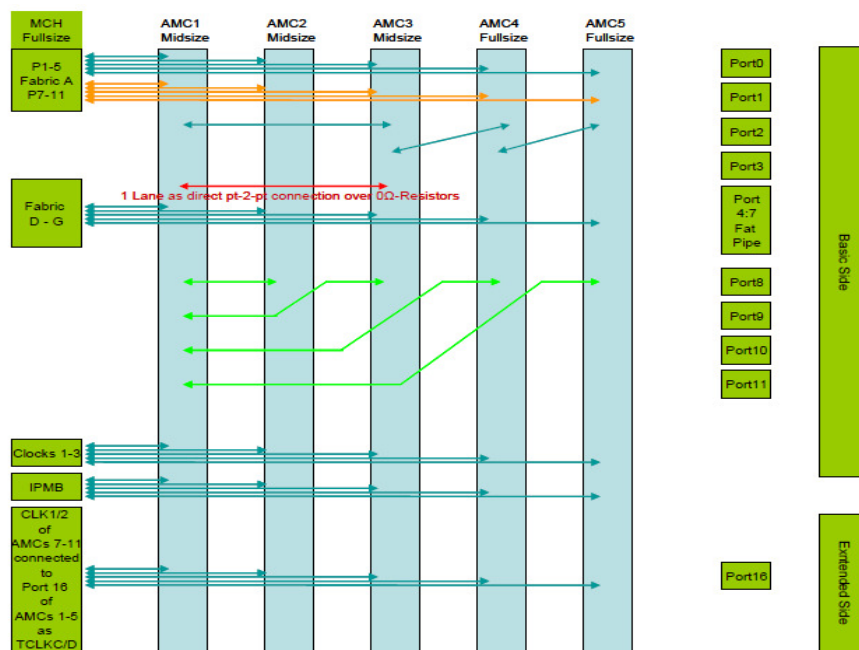 MCH
Fullsize
AMC1
Midsize
AMC2
Midsize
AMC3
Midsize
AMC4
Fullsize
AMC5
Fullsize
P1-5
Fabric A
P7-11
Port0
Port1
Port2
Port3
1 Lane as direct pt-2-pt connection over 0Ω-Resistors
Fabric
D - G
Port
4:7
Fat
Pipe
Port8
Port9
Port10
Port11
Basic Side
Clocks 1-3
IPMB
CLK1/2
of
AMCs 7-11
connected
to
Port 16
of
AMCs 1-5
as
TCLKC/D
Port16
Exntended Side